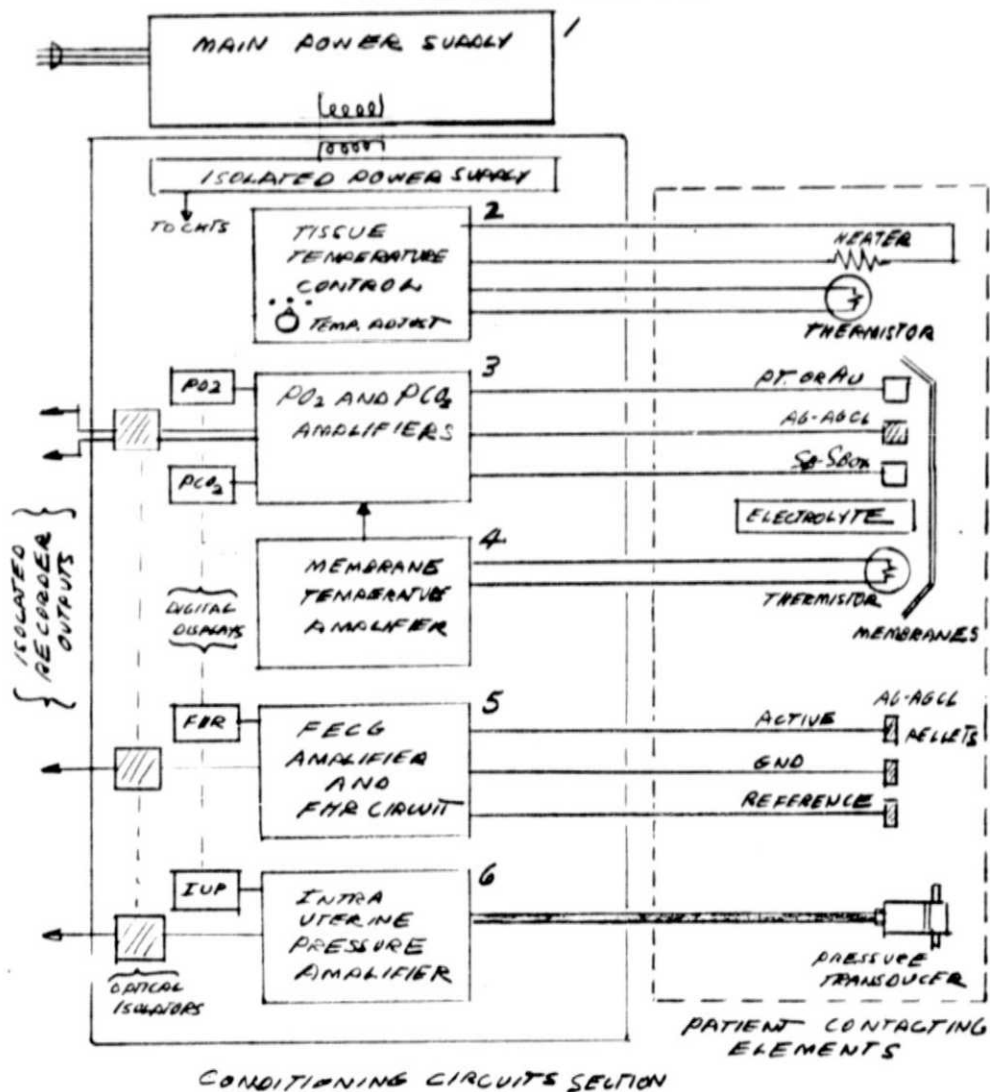 MAIN POWER SUPPLY
1
ISOLATED POWER SUPPLY
TO CKTS
2
TISSUE
TEMPERATURE
CONTROL
TEMP. ADJUST
HEATER
THERMISTOR
3
PO2
PO2 AND PCO2
AMPLIFIERS
PCO2
PT. OR AU
AG-AGCL
SB-SBOX
ELECTROLYTE
4
MEMBRANE
TEMPERATURE
AMPLIFIER
THERMISTOR
MEMBRANES
{ISOLATED
RECORDER
OUTPUTS}
DIGITAL
DISPLAYS
5
FHR
FECG
AMPLIFIER
AND
FHR CIRCUIT
ACTIVE
GND
REFERENCE
AG-AGCL
PELLETS
6
IUP
INTRA
UTERINE
PRESSURE
AMPLIFIER
PRESSURE
TRANSDUCER
OPTICAL
ISOLATORS
PATIENT CONTACTING
ELEMENTS
CONDITIONING CIRCUITS SECTION